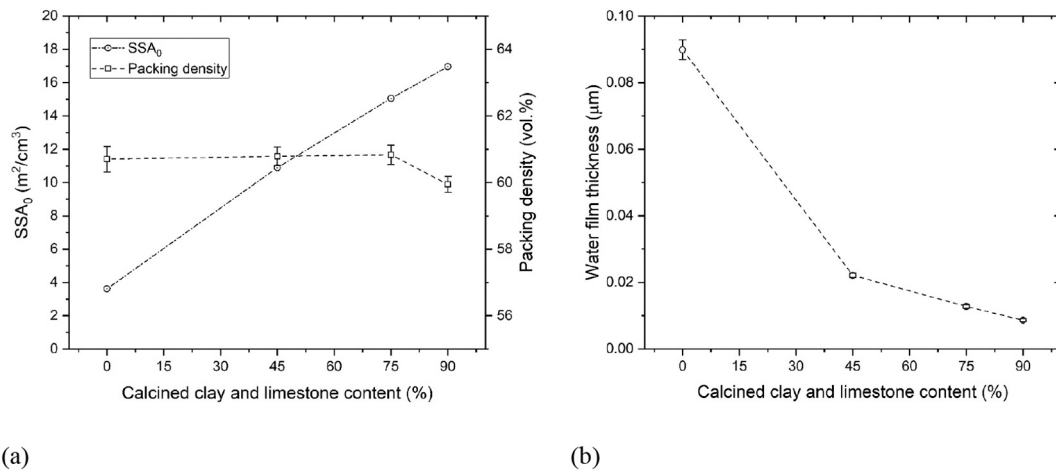 SSA0
Packing density
20
18
16
14
12
10
8
6
4
2
0
SSA0 (m2/cm3)
64
62
60
58
56
Packing density (vol.%)
0 15 30 45 60 75 90
Calcined clay and limestone content (%)
(a)
0.10
0.08
0.06
0.04
0.02
0.00
Water film thickness (μm)
0 15 30 45 60 75 90
Calcined clay and limestone content (%)
(b)